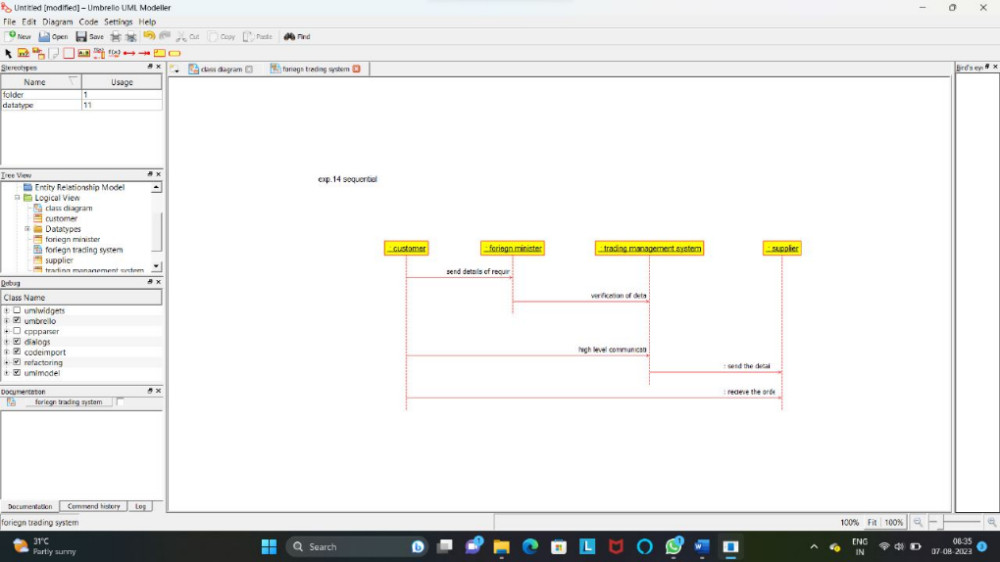 Untitled [modified] – Umbrello UML Modeller
File Edit Diagram Code Settings Help
New Open Save Cut Copy Paste Find
Stereotypes
Name Usage
folder 1
datatype 11
Tree View
Entity Relationship Model
Logical View
class diagram
customer
Datatypes
foriegn minister
foriegn trading system
supplier
trading management system
Debug
Class Name
umlwidgets
umbrello
cppparser
dialogs
codeimport
refactoring
umlmodel
Documentation
foriegn trading system
Documentation Command history Log
foriegn trading system
class diagram foriegn trading system
Bird's ey
exp.14 sequential
: customer : foriegn minister : trading management system : supplier
send details of requir
verification of deta
high level communicati
: send the detai
: recieve the orde
100% Fit 100%
31°C
Partly sunny
Search
ENG
IN
08:35
07-08-2023